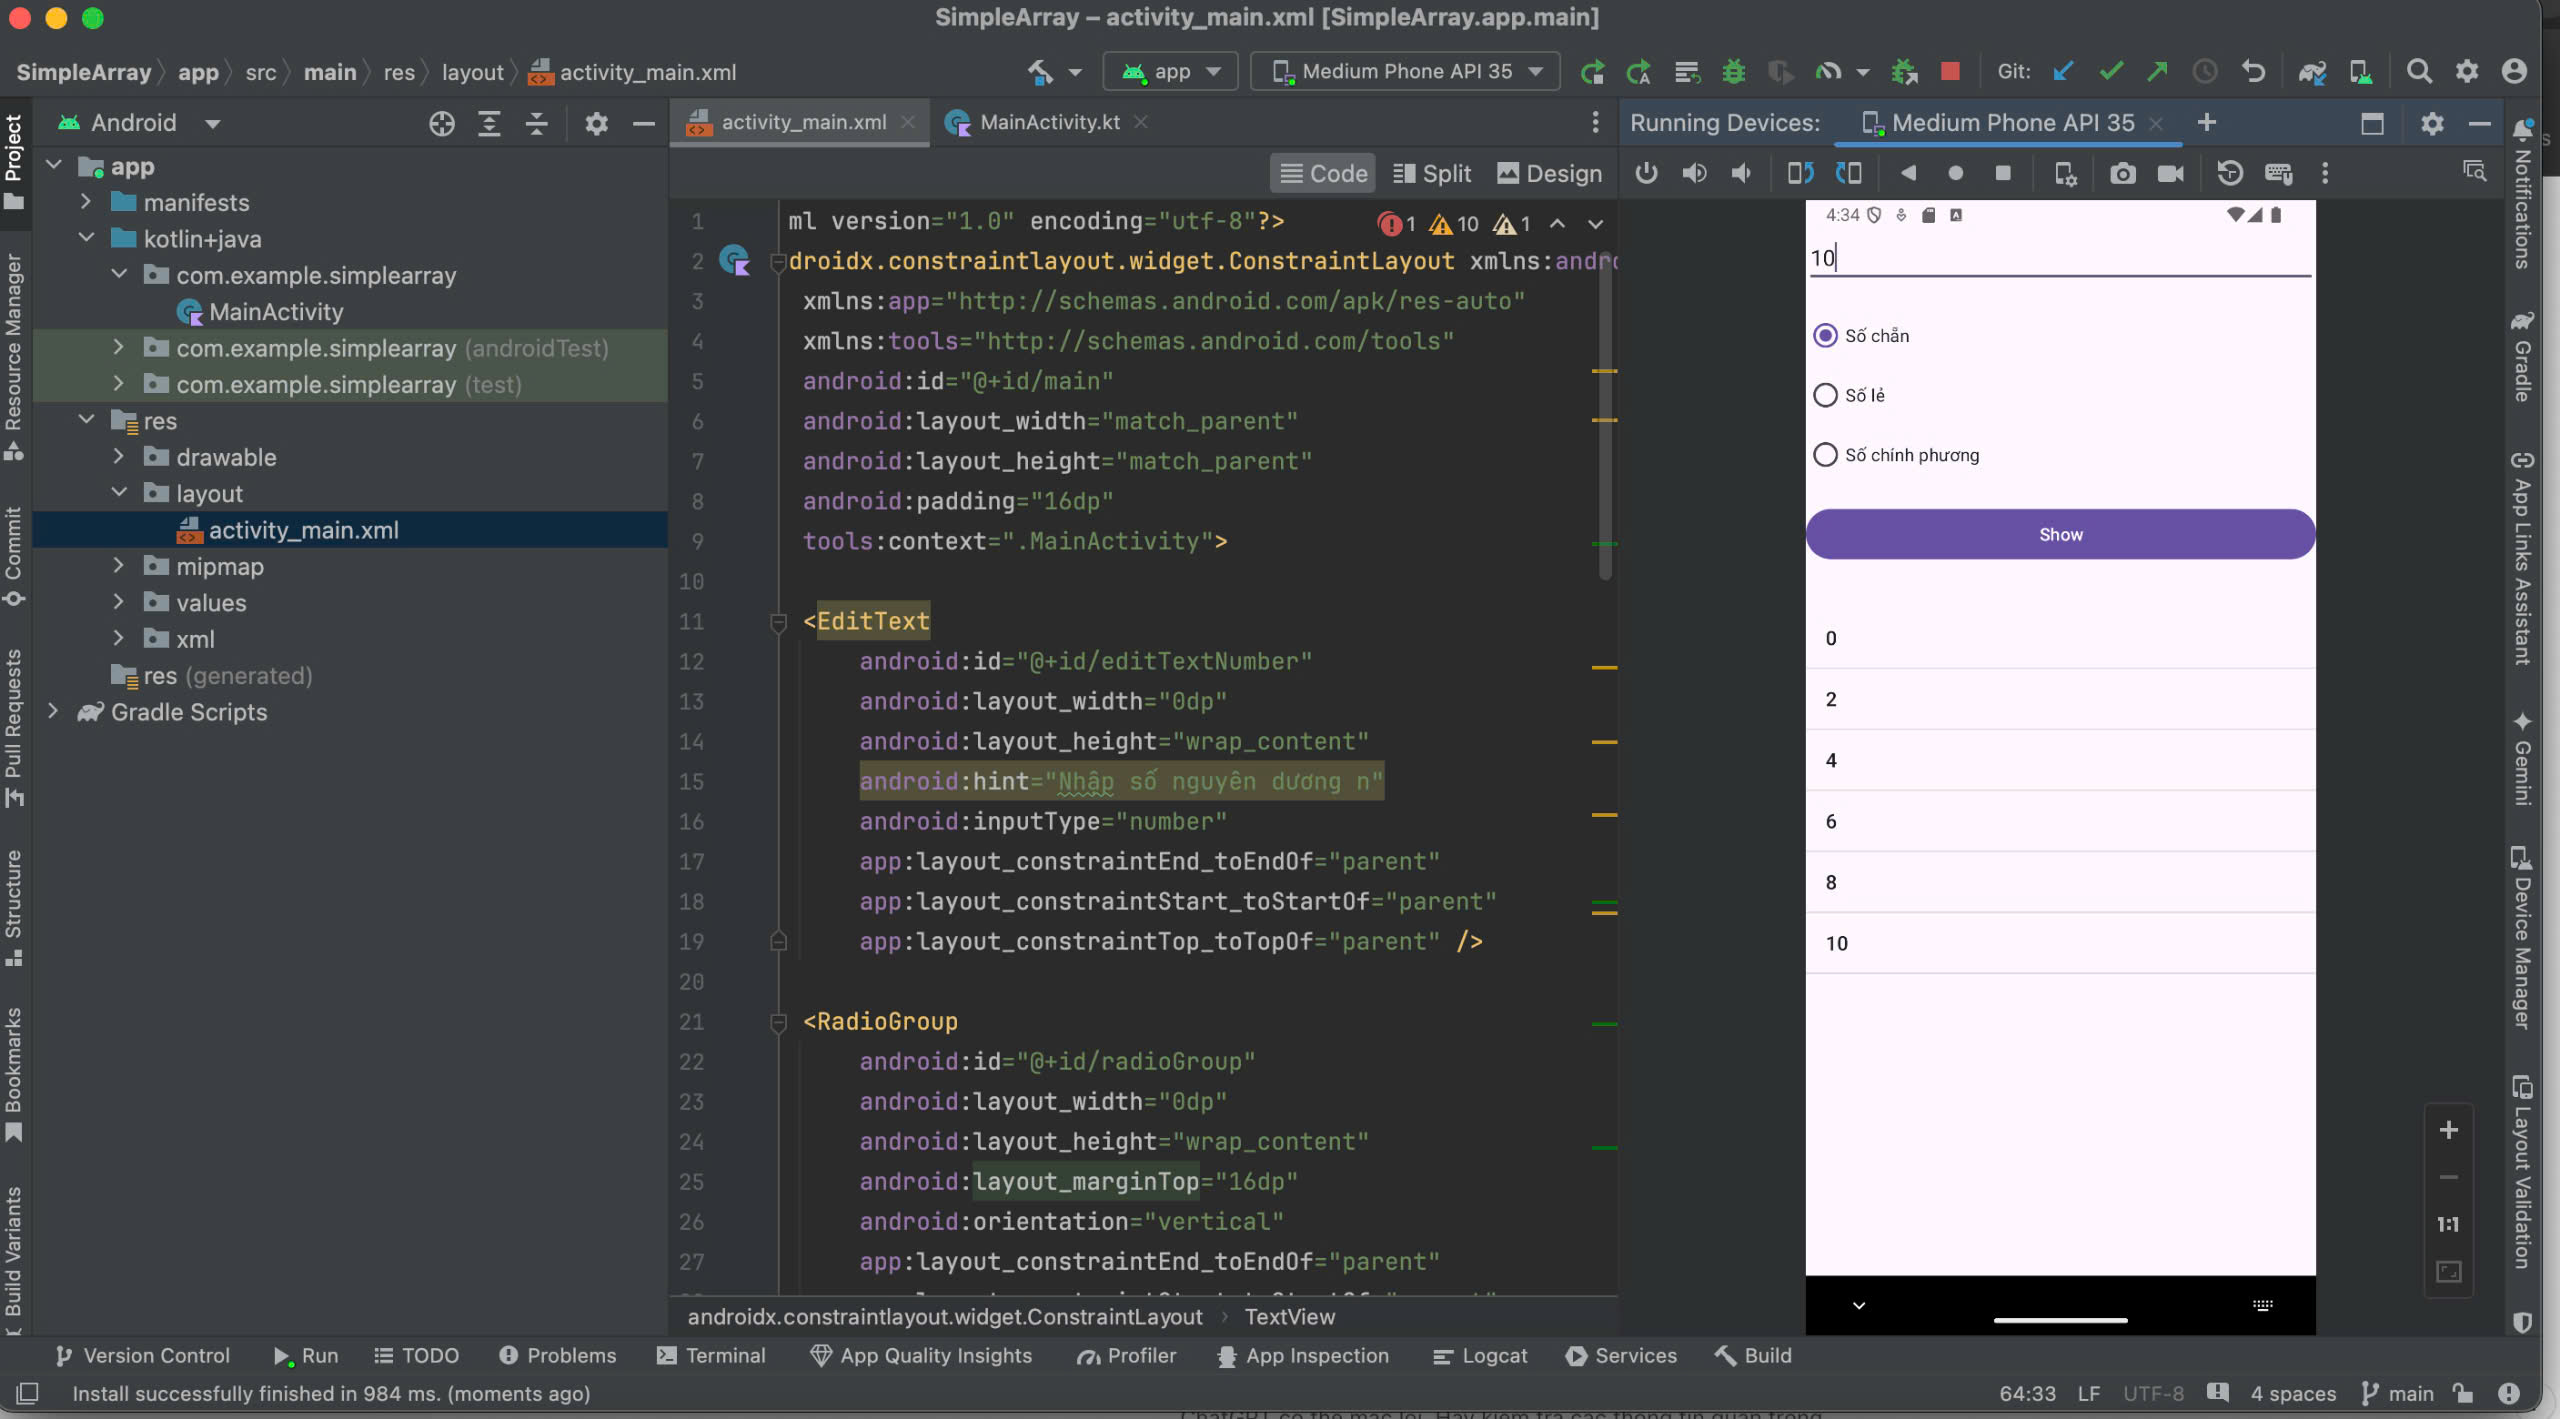 SimpleArray – activity_main.xml [SimpleArray.app.main]
SimpleArray app src main res layout activity_main.xml
app
Medium Phone API 35
Git:
Project
Resource Manager
Commit
Pull Requests
Structure
Bookmarks
Build Variants
Android
app
manifests
kotlin+java
com.example.simplearray
MainActivity
com.example.simplearray (androidTest)
com.example.simplearray (test)
res
drawable
layout
activity_main.xml
mipmap
values
xml
res (generated)
Gradle Scripts
activity_main.xml
MainActivity.kt
Code Split Design
1 10 1
1 ml version="1.0" encoding="utf-8"?>
2 droidx.constraintlayout.widget.ConstraintLayout xmlns:andro
3 xmlns:app="http://schemas.android.com/apk/res-auto"
4 xmlns:tools="http://schemas.android.com/tools"
5 android:id="@+id/main"
6 android:layout_width="match_parent"
7 android:layout_height="match_parent"
8 android:padding="16dp"
9 tools:context=".MainActivity">
10
11 <EditText
12 android:id="@+id/editTextNumber"
13 android:layout_width="0dp"
14 android:layout_height="wrap_content"
15 android:hint="Nhập số nguyên dương n"
16 android:inputType="number"
17 app:layout_constraintEnd_toEndOf="parent"
18 app:layout_constraintStart_toStartOf="parent"
19 app:layout_constraintTop_toTopOf="parent" />
20
21 <RadioGroup
22 android:id="@+id/radioGroup"
23 android:layout_width="0dp"
24 android:layout_height="wrap_content"
25 android:layout_marginTop="16dp"
26 android:orientation="vertical"
27 app:layout_constraintEnd_toEndOf="parent"
androidx.constraintlayout.widget.ConstraintLayout TextView
Running Devices: Medium Phone API 35
4:34
10
Số chẵn
Số lẻ
Số chính phương
Show
0
2
4
6
8
10
1:1
Notifications
Gradle
App Links Assistant
Gemini
Device Manager
Layout Validation
Version Control Run TODO Problems Terminal App Quality Insights Profiler App Inspection Logcat Services Build
Install successfully finished in 984 ms. (moments ago)
64:33 LF UTF-8 4 spaces main